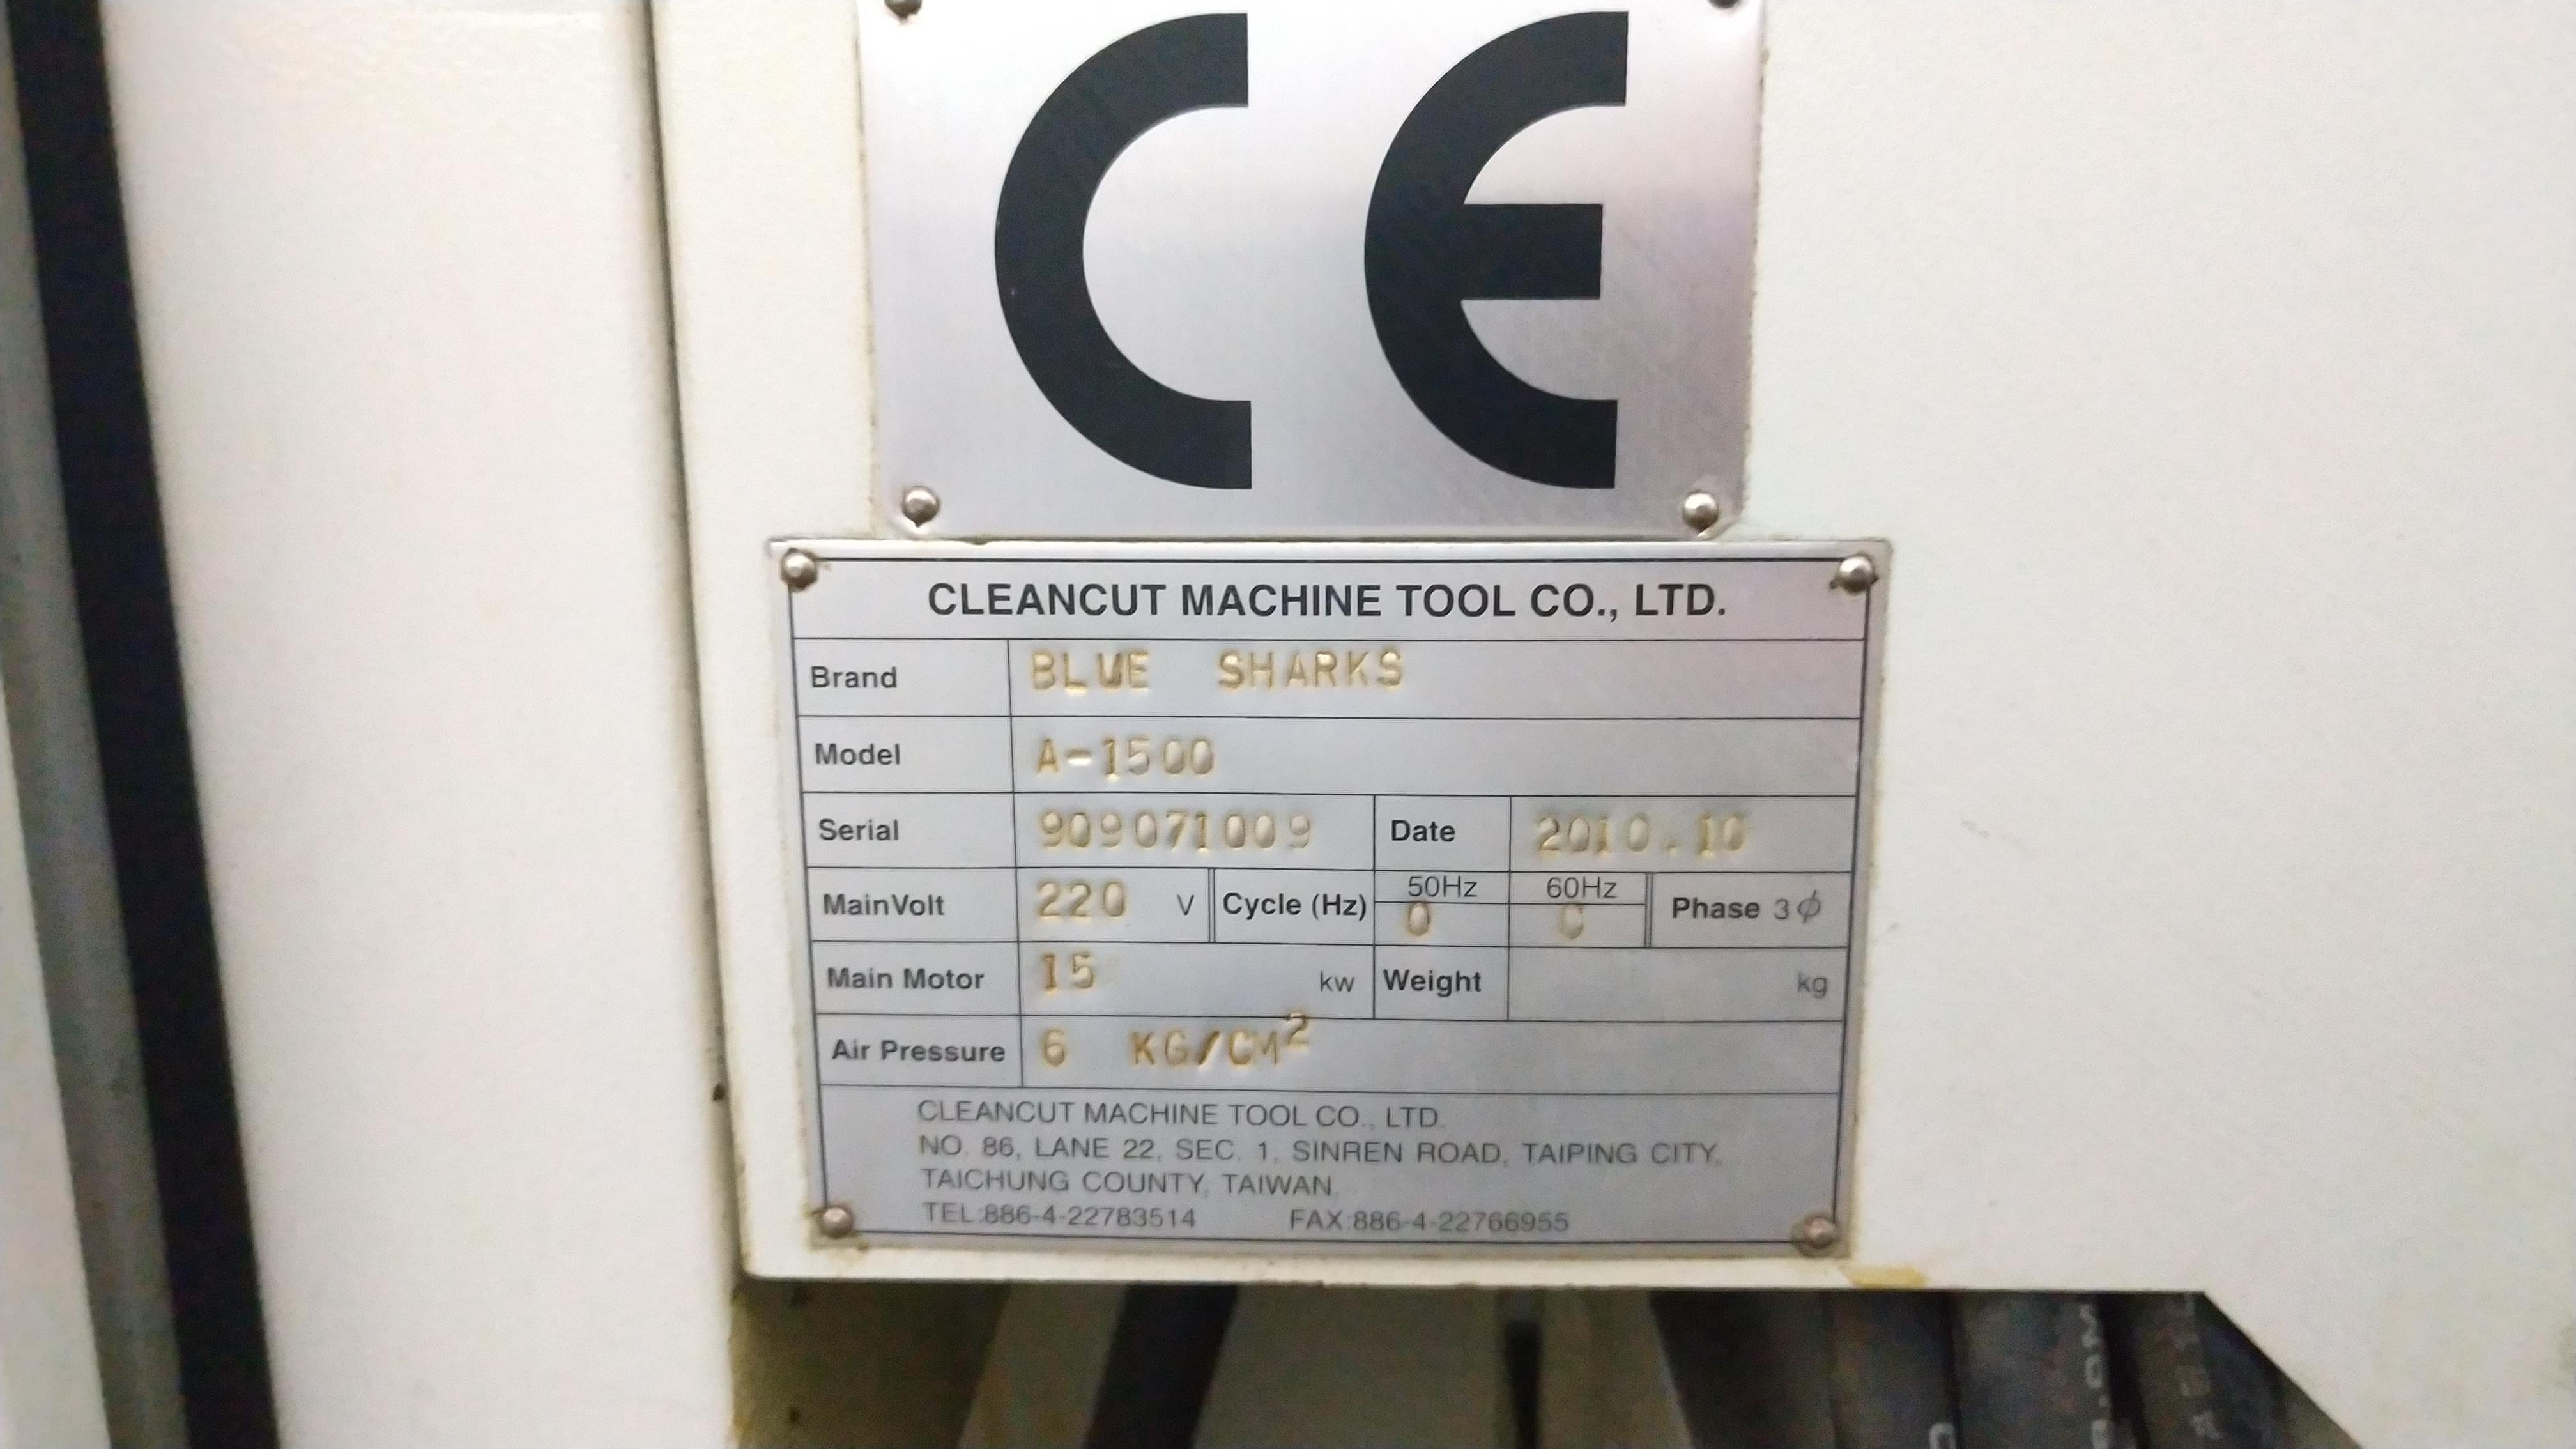 CE
CLEANCUT MACHINE TOOL CO., LTD.
Brand BLUE SHARKS
Model A-1500
Serial 909071009 Date 2010.10
MainVolt 220 V Cycle (Hz) 50Hz 60Hz Phase 3ϕ
O
Main Motor 15 kw Weight kg
Air Pressure 6 KG/CM²
CLEANCUT MACHINE TOOL CO., LTD.
NO. 86, LANE 22, SEC. 1, SINREN ROAD, TAIPING CITY,
TAICHUNG COUNTY, TAIWAN.
TEL:886-4-22783514 FAX:886-4-22766955